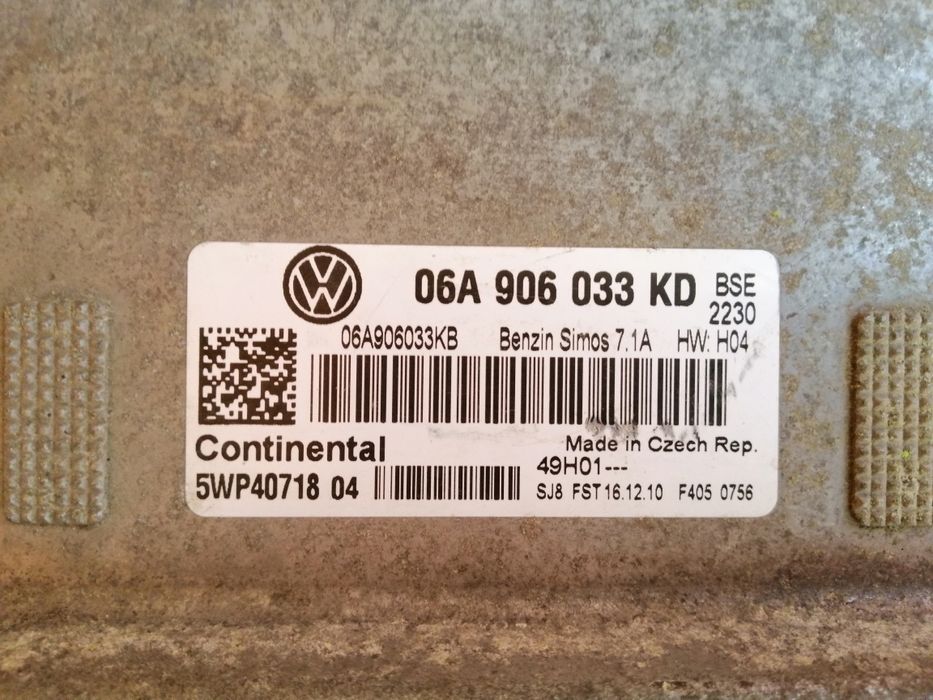 06A 906 033 KD BSE
2230
06A906033KB Benzin Simos 7.1A HW: H04
Continental Made in Czech Rep.
49H01---
5WP40718 04 SJ8 FST16.12.10 F405 0756